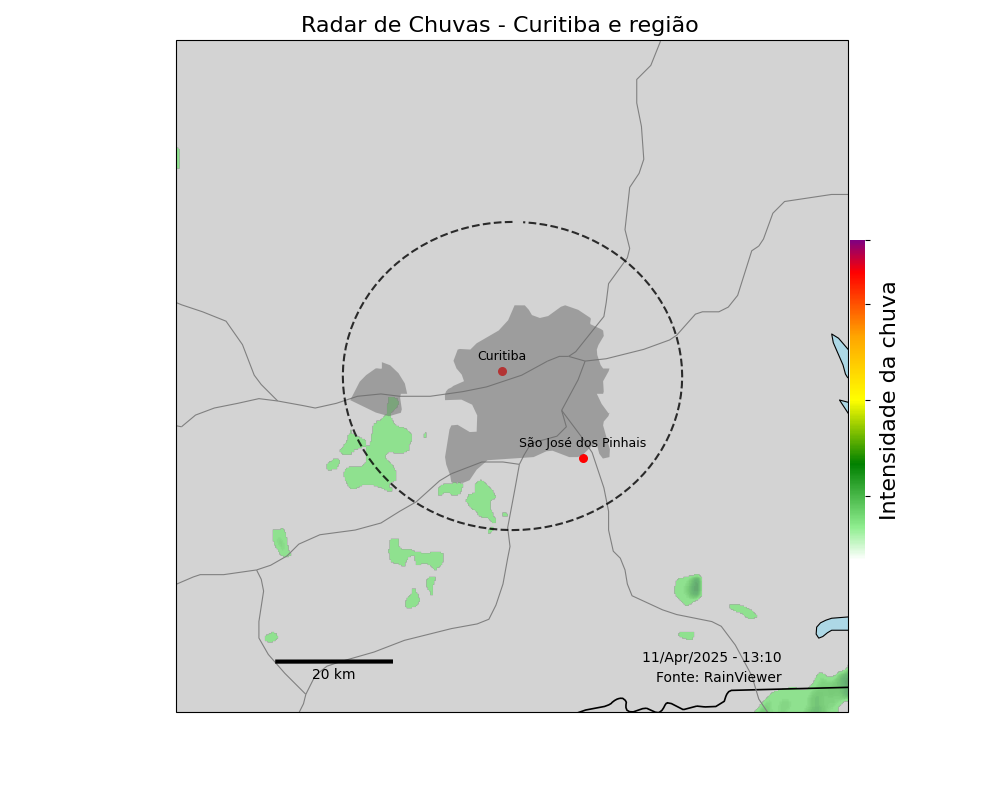 Radar de Chuvas - Curitiba e região
Curitiba
São José dos Pinhais
Intensidade da chuva
11/Apr/2025 - 13:10
20 km
Fonte: RainViewer